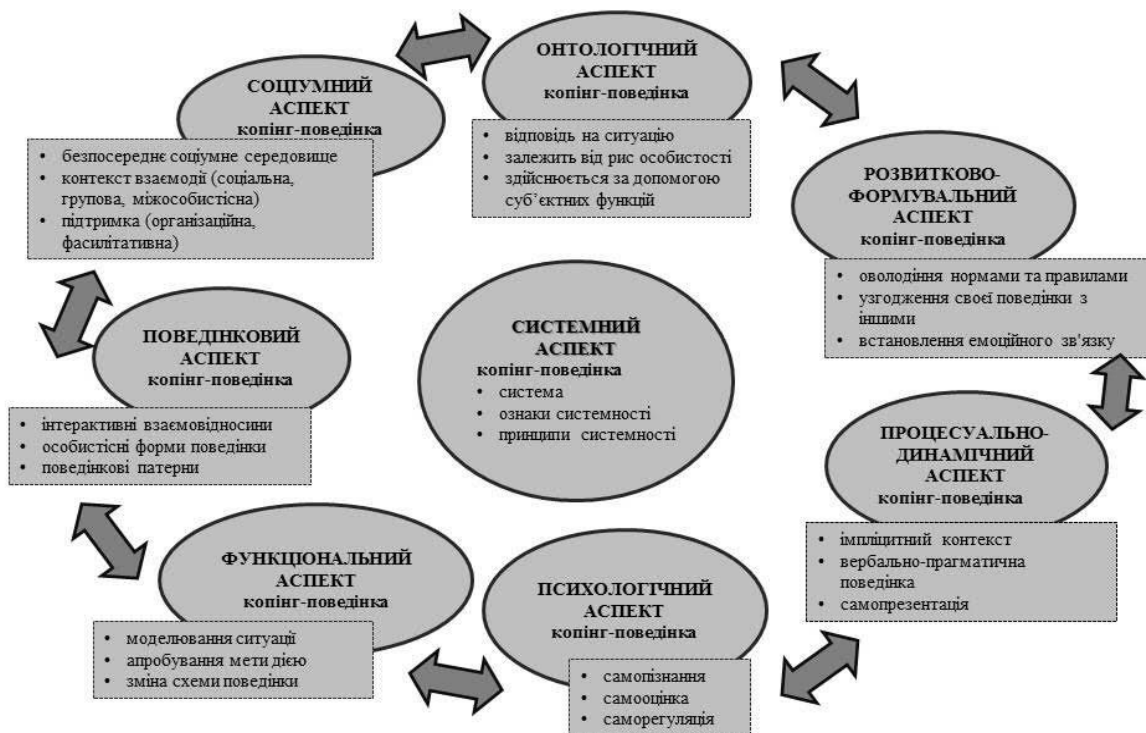 ОНТОЛОГІЧНИЙ
АСПЕКТ
копінг-поведінка
• відповідь на ситуацію
• залежить від рис особистості
• здійснюється за допомогою
суб’єктних функцій
СОЦІУМНИЙ
АСПЕКТ
копінг-поведінка
• безпосереднє соціумне середовище
• контекст взаємодії (соціальна,
групова, міжособистісна)
• підтримка (організаційна,
фасилітативна)
РОЗВИТКОВО-
ФОРМУВАЛЬНИЙ
АСПЕКТ
копінг-поведінка
• оволодіння нормами та правилами
• узгодження своєї поведінки з
іншими
• встановлення емоційного зв'язку
ПОВЕДІНКОВИЙ
АСПЕКТ
копінг-поведінка
• інтерактивні взаємовідносини
• особистісні форми поведінки
• поведінкові патерни
СИСТЕМНИЙ
АСПЕКТ
копінг-поведінка
• система
• ознаки системності
• принципи системності
ПРОЦЕСУАЛЬНО-
ДИНАМІЧНИЙ
АСПЕКТ
копінг-поведінка
• імпліцитний контекст
• вербально-прагматична
поведінка
• самопрезентація
ФУНКЦІОНАЛЬНИЙ
АСПЕКТ
копінг-поведінка
• моделювання ситуації
• апробування мети дією
• зміна схеми поведінки
ПСИХОЛОГІЧНИЙ
АСПЕКТ
копінг-поведінка
• самопізнання
• самооцінка
• саморегуляція